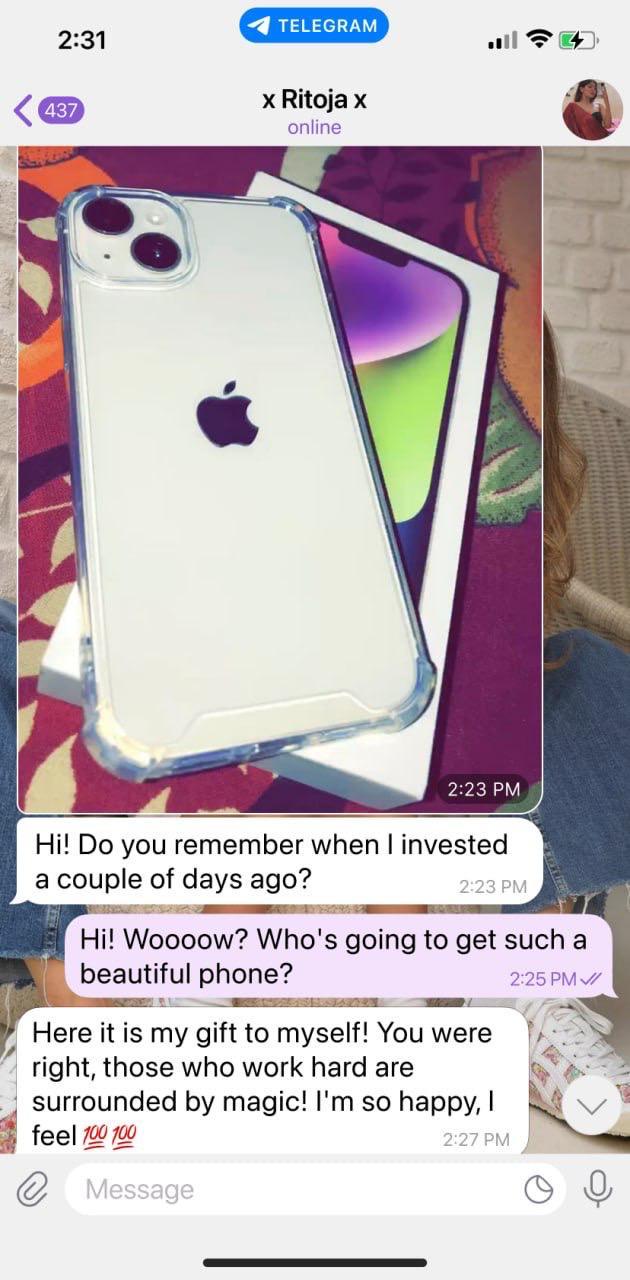 2:31
TELEGRAM
437
x Ritoja x
online
2:23 PM
Hi! Do you remember when I invested
a couple of days ago?
2:23 PM
Hi! Woooow? Who's going to get such a
beautiful phone?
2:25 PM
Here it is my gift to myself! You were
right, those who work hard are
surrounded by magic! I'm so happy, I
feel 💯 💯
2:27 PM
Message